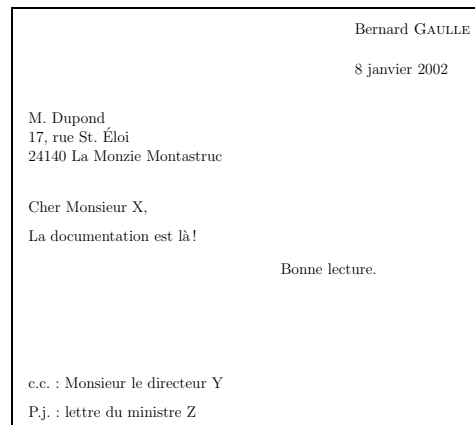 Bernard GAULLE
8 janvier 2002
M. Dupond
17, rue St. Éloi
24140 La Monzie Montastruc
Cher Monsieur X,
La documentation est là !
Bonne lecture.
c.c. : Monsieur le directeur Y
P.j. : lettre du ministre Z